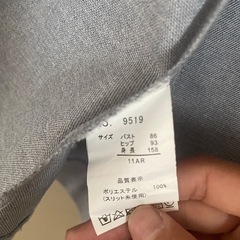 9519
サイズ バスト 86
ヒップ 93
身長 158
11AR
品質表示
ポリエステル 100%
(スリット糸使用)